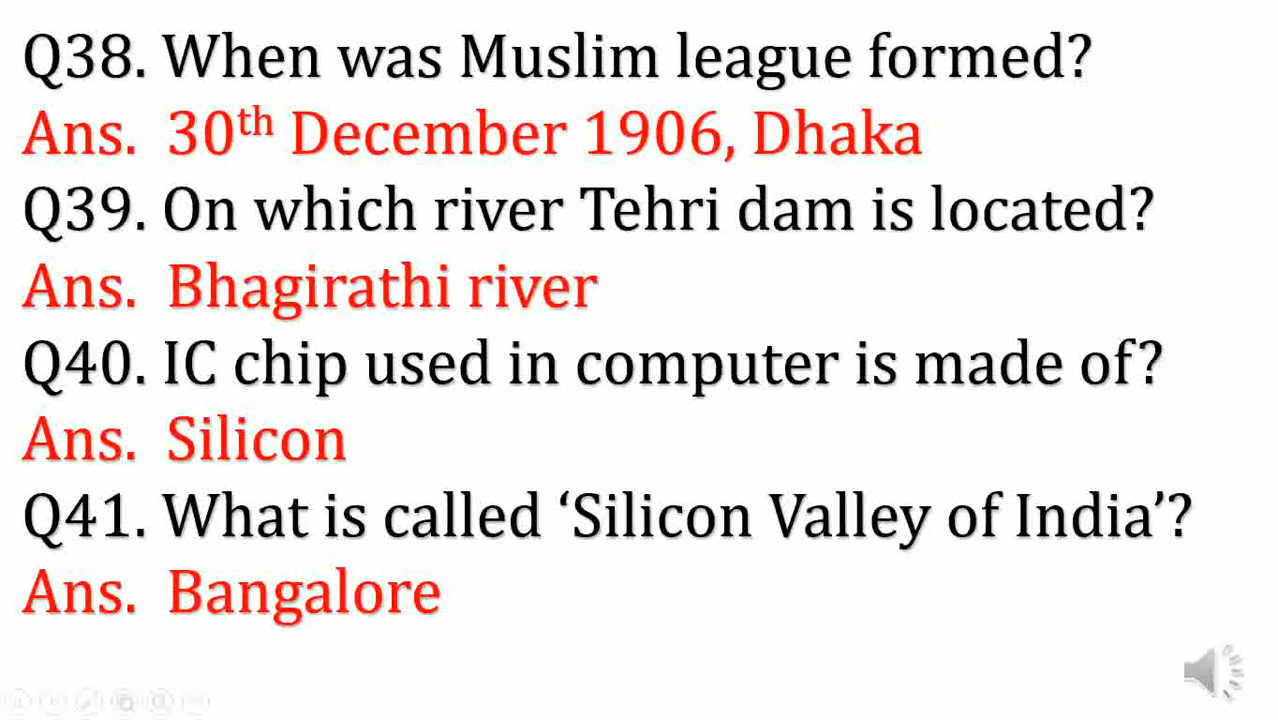 Q38. When was Muslim league formed?
Ans. 30th December 1906, Dhaka
Q39. On which river Tehri dam is located?
Ans. Bhagirathi river
Q40. IC chip used in computer is made of?
Ans. Silicon
Q41. What is called ‘Silicon Valley of India’?
Ans. Bangalore